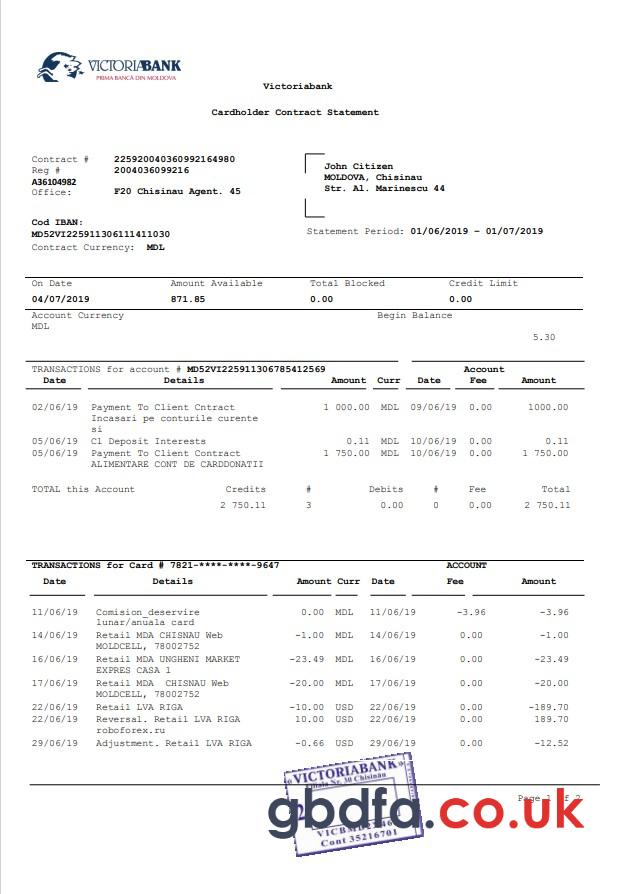 VICTORIABANK
PRIMA BANCĂ DIN MOLDOVA
Victoriabank
Cardholder Contract Statement
Contract # 225920040360992164980
Reg # 2004036099216
A36104982
Office: F20 Chisinau Agent. 45
John Citizen
MOLDOVA, Chisinau
Str. Al. Marinescu 44
Cod IBAN:
MD52VI225911306111411030
Contract Currency: MDL
Statement Period: 01/06/2019 – 01/07/2019
On Date Amount Available Total Blocked Credit Limit
04/07/2019 871.85 0.00 0.00
Account Currency Begin Balance
MDL
5.30
TRANSACTIONS for account # MD52VI225911306785412569 Account
Date Details Amount Curr Date Fee Amount
02/06/19 Payment To Client Cntract 1 000.00 MDL 09/06/19 0.00 1000.00
Incasari pe conturile curente
si
05/06/19 C1 Deposit Interests 0.11 MDL 10/06/19 0.00 0.11
05/06/19 Payment To Client Contract 1 750.00 MDL 10/06/19 0.00 1 750.00
ALIMENTARE CONT DE CARDDONATII
TOTAL this Account Credits # Debits # Fee Total
2 750.11 3 0.00 0 0.00 2 750.11
TRANSACTIONS for Card # 7821-****-****-9647 ACCOUNT
Date Details Amount Curr Date Fee Amount
11/06/19 Comision_deservire 0.00 MDL 11/06/19 -3.96 -3.96
lunar/anuala card
14/06/19 Retail MDA CHISNAU Web -1.00 MDL 14/06/19 0.00 -1.00
MOLDCELL, 78002752
16/06/19 Retail MDA UNGHENI MARKET -23.49 MDL 16/06/19 0.00 -23.49
EXPRES CASA 1
17/06/19 Retail MDA CHISNAU Web -20.00 MDL 17/06/19 0.00 -20.00
MOLDCELL, 78002752
22/06/19 Retail LVA RIGA -10.00 USD 22/06/19 0.00 -189.70
22/06/19 Reversal. Retail LVA RIGA 10.00 USD 22/06/19 0.00 189.70
roboforex.ru
29/06/19 Adjustment. Retail LVA RIGA -0.66 USD 29/06/19 0.00 -12.52
VICTORIABANK
Filiala Nr. 30 Chisinău
Page 1 of 2
gbdfa.co.uk
Cont 35216701